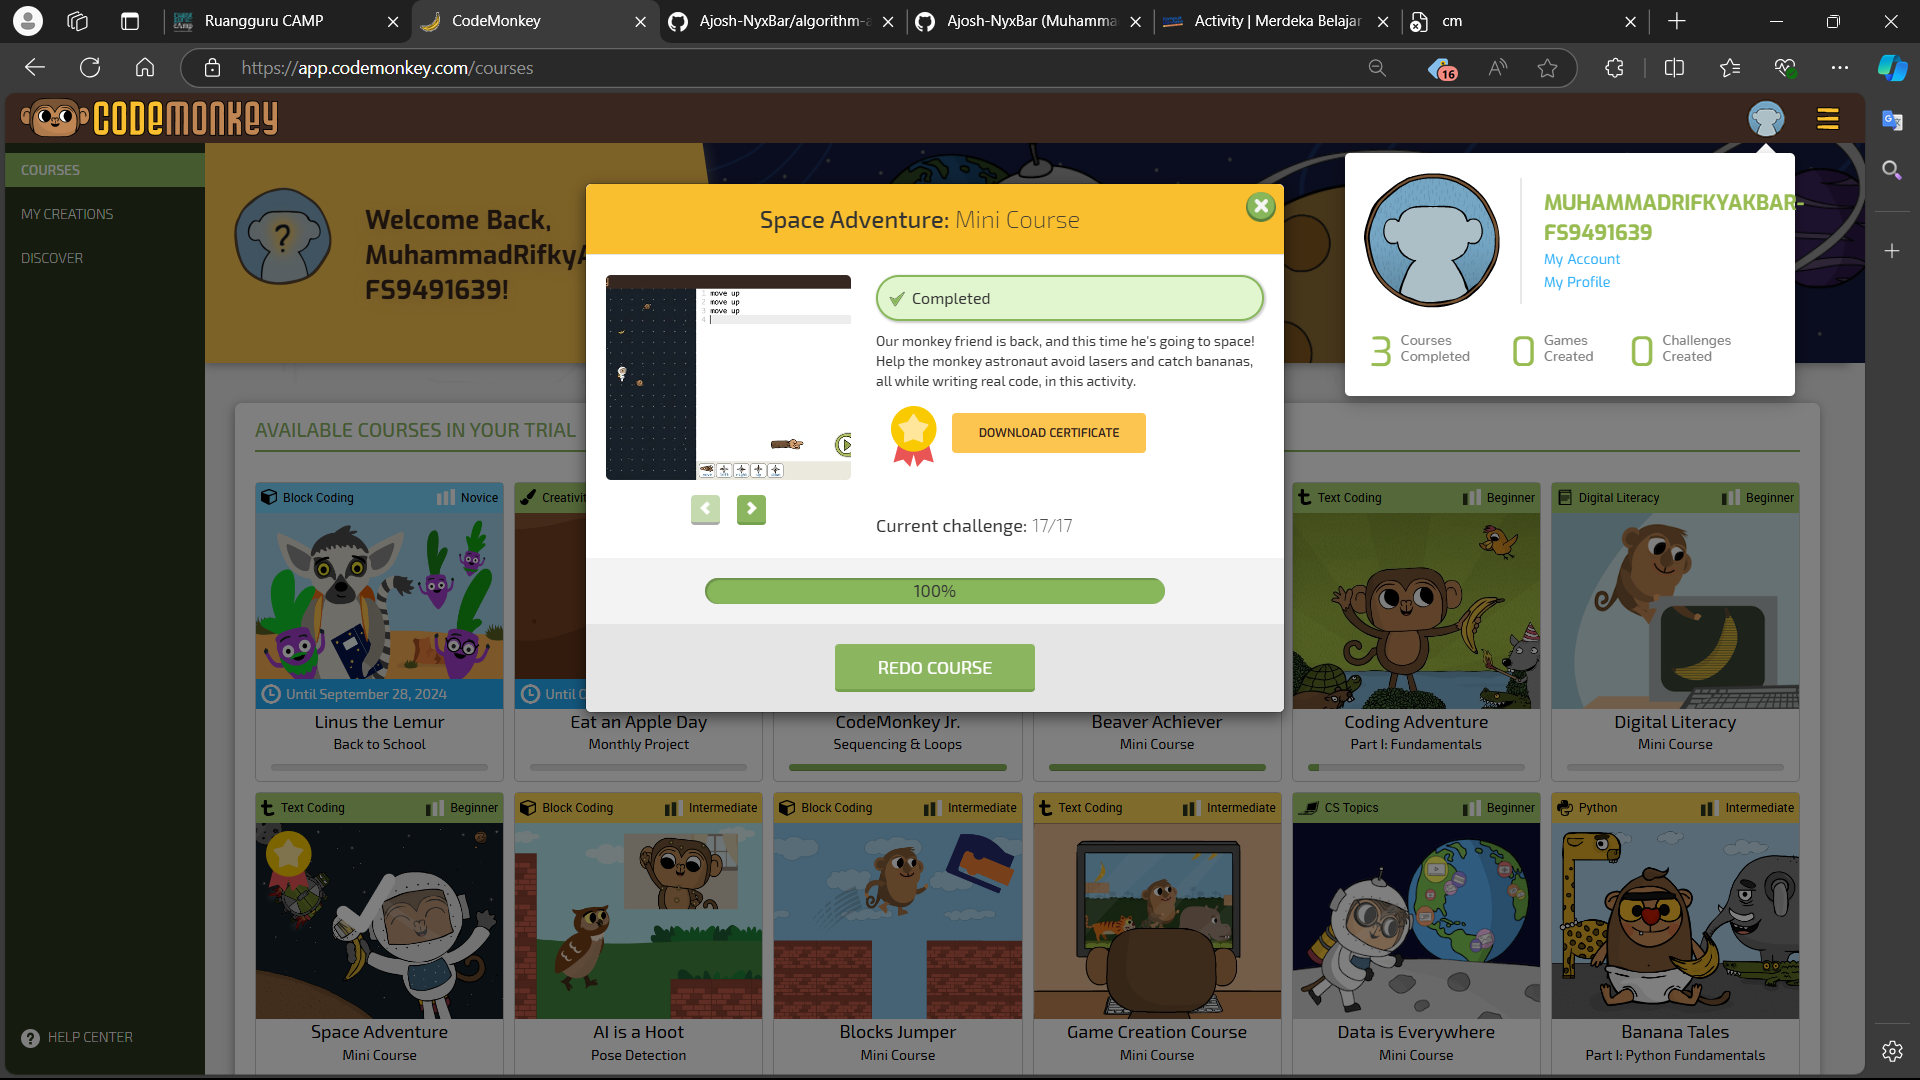 Ruangguru CAMP
CodeMonkey
Ajosh-NyxBar/algorithm-a
Ajosh-NyxBar (Muhamma
Activity | Merdeka Belajar
cm
https://app.codemonkey.com/courses
16
CODEMONKEY
COURSES
MY CREATIONS
DISCOVER
HELP CENTER
?
Welcome Back,
MuhammadRifkyA
FS9491639!
MUHAMMADRIFKYAKBAR-
FS9491639
My Account
My Profile
3 Courses Completed
0 Games Created
0 Challenges Created
Space Adventure: Mini Course
1 move up
2 move up
3 move up
4
Completed
Our monkey friend is back, and this time he's going to space!
Help the monkey astronaut avoid lasers and catch bananas,
all while writing real code, in this activity.
DOWNLOAD CERTIFICATE
Current challenge: 17/17
100%
REDO COURSE
AVAILABLE COURSES IN YOUR TRIAL
Block Coding Novice
Until September 28, 2024
Linus the Lemur
Back to School
Creativit
Until O
Eat an Apple Day
Monthly Project
CodeMonkey Jr.
Sequencing & Loops
Beaver Achiever
Mini Course
Text Coding Beginner
Coding Adventure
Part I: Fundamentals
Digital Literacy Beginner
Digital Literacy
Mini Course
Text Coding Beginner
Space Adventure
Mini Course
Block Coding Intermediate
AI is a Hoot
Pose Detection
Block Coding Intermediate
Blocks Jumper
Mini Course
Text Coding Intermediate
Game Creation Course
Mini Course
CS Topics Beginner
Data is Everywhere
Mini Course
Python Intermediate
Banana Tales
Part I: Python Fundamentals